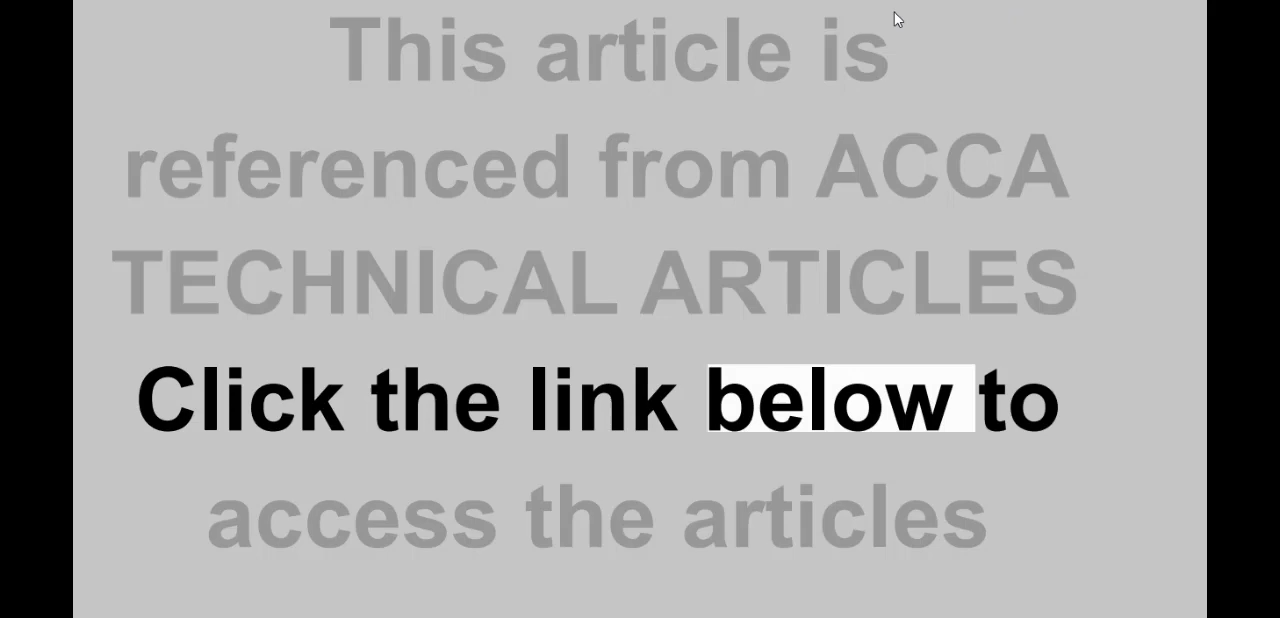 This article is
referenced from ACCA
TECHNICAL ARTICLES
Click the link below to
access the articles